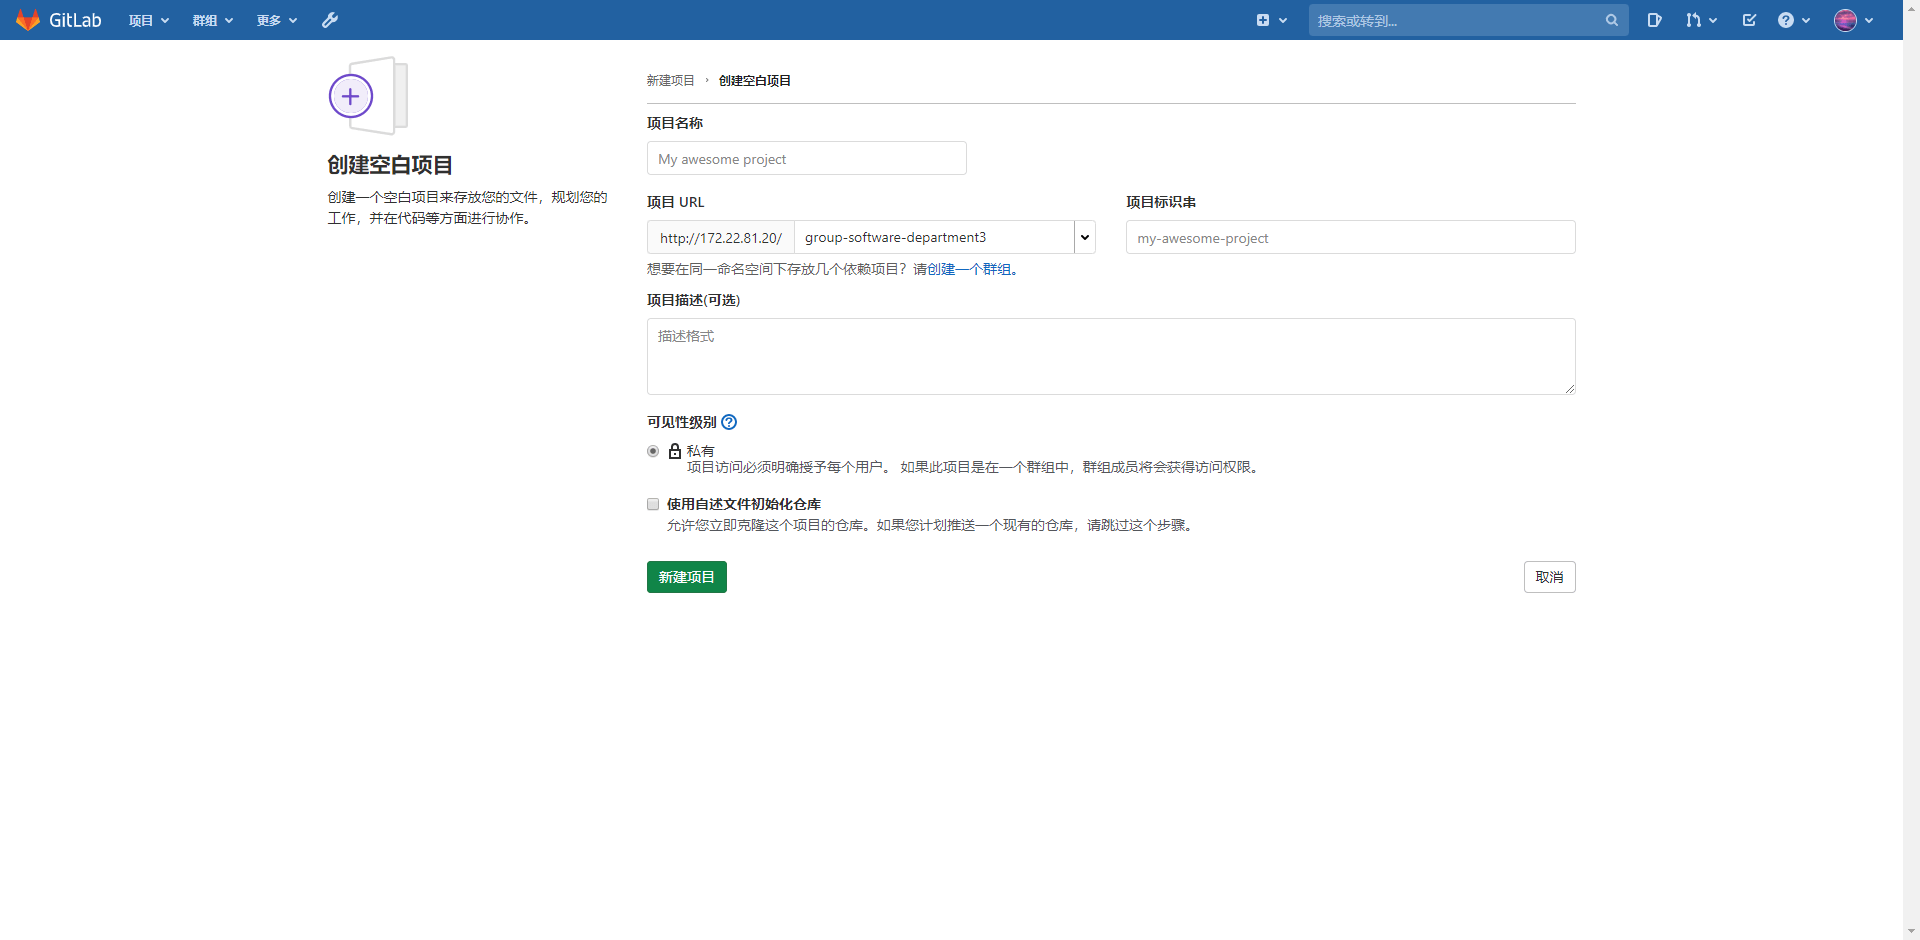 GitLab 项目 群组 更多 搜索或转到...
新建项目 › 创建空白项目
项目名称
My awesome project
创建空白项目
创建一个空白项目来存放您的文件，规划您的
工作，并在代码等方面进行协作。
项目 URL
http://172.22.81.20/ group-software-department3
想要在同一命名空间下存放几个依赖项目？请创建一个群组。
项目标识串
my-awesome-project
项目描述(可选)
描述格式
可见性级别
私有
项目访问必须明确授予每个用户。 如果此项目是在一个群组中，群组成员将会获得访问权限。
使用自述文件初始化仓库
允许您立即克隆这个项目的仓库。如果您计划推送一个现有的仓库，请跳过这个步骤。
新建项目 取消